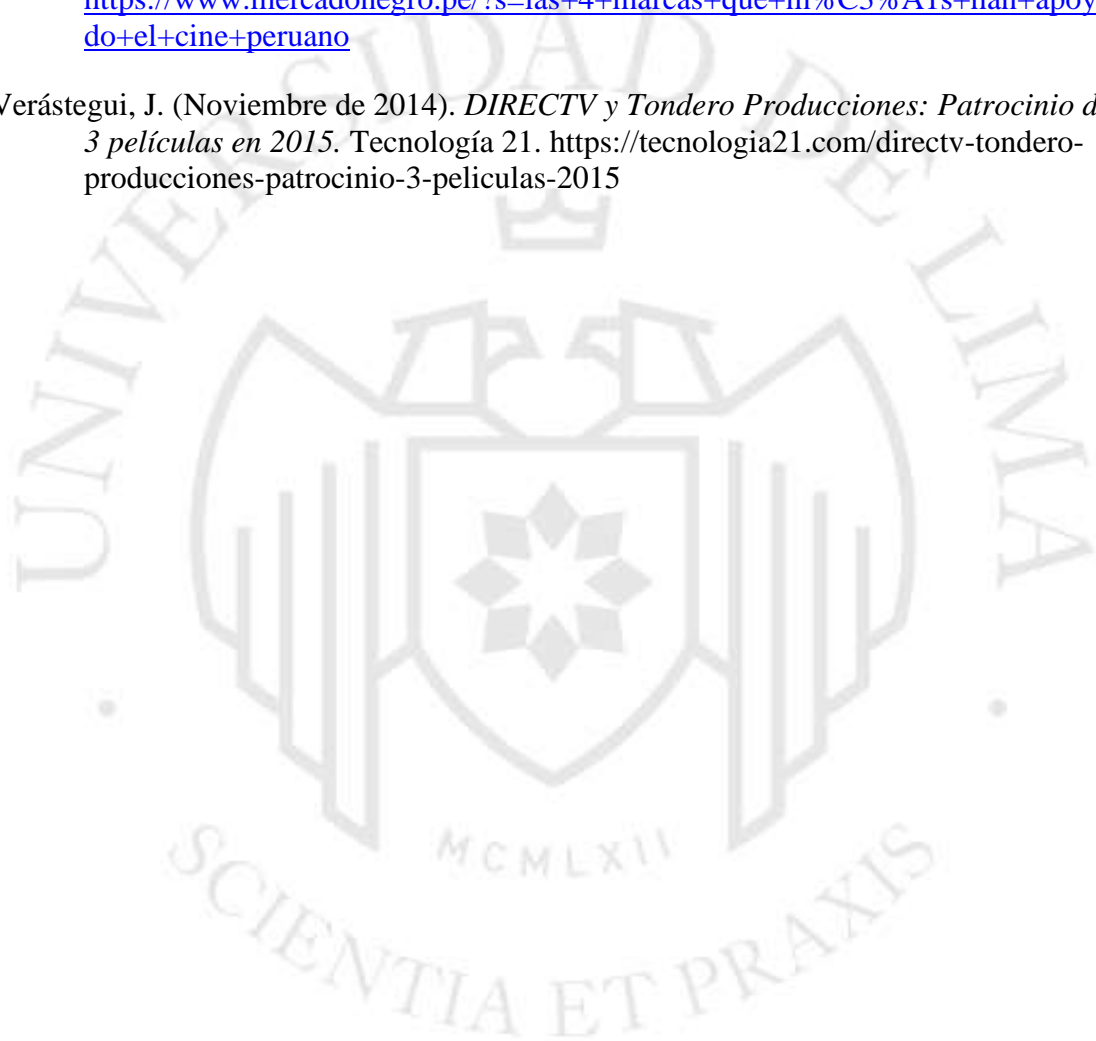 https://www.mercadonegro.pe/?s=las+4+marcas+que+m%C3%A1s+han+apoy
do+el+cine+peruano
Verástegui, J. (Noviembre de 2014). DIRECTV y Tondero Producciones: Patrocinio d
3 películas en 2015. Tecnología 21. https://tecnologia21.com/directv-tondero-
producciones-patrocinio-3-peliculas-2015
UNIVERSIDAD DE LIMA
MCMLXII
SCIENTIA ET PRAXIS